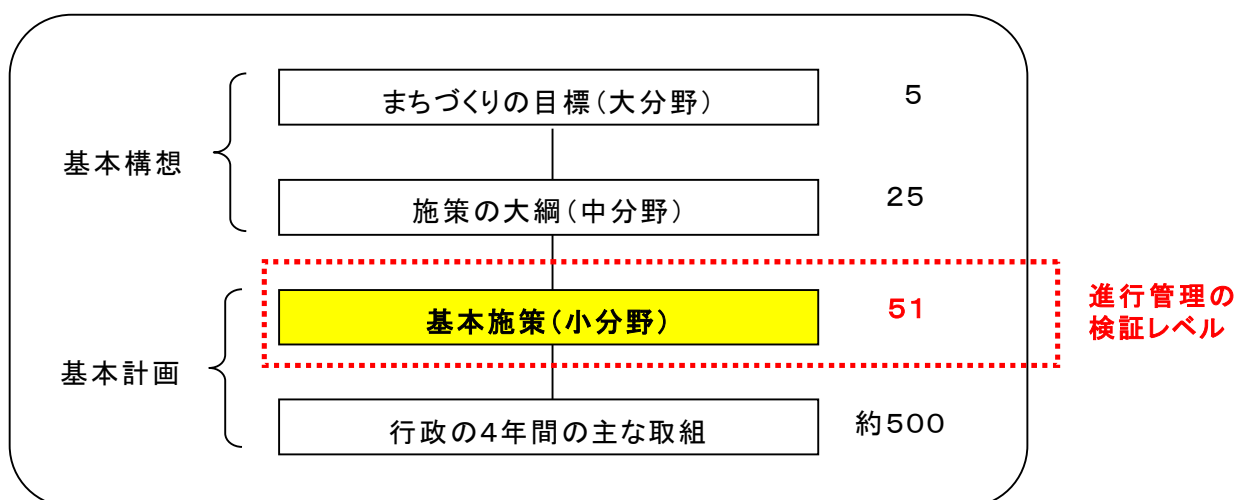 まちづくりの目標(大分野)
5
基本構想
施策の大綱(中分野)
25
基本施策(小分野)
51
進行管理の
検証レベル
基本計画
行政の4年間の主な取組
約500